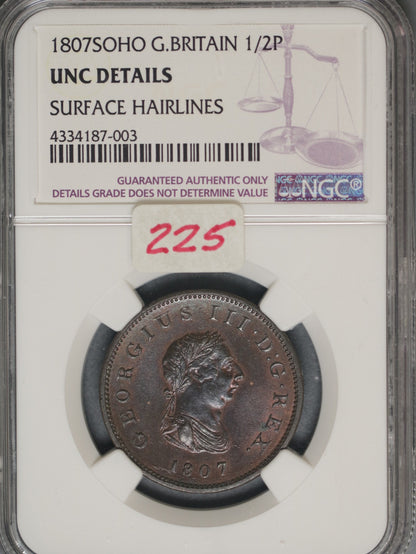 1807SOHO G.BRITAIN 1/2P
UNC DETAILS
SURFACE HAIRLINES
4334187-003
GUARANTEED AUTHENTIC ONLY
DETAILS GRADE DOES NOT DETERMINE VALUE
NGC®
225
GEORGIUS III·D·G·REX.
1807